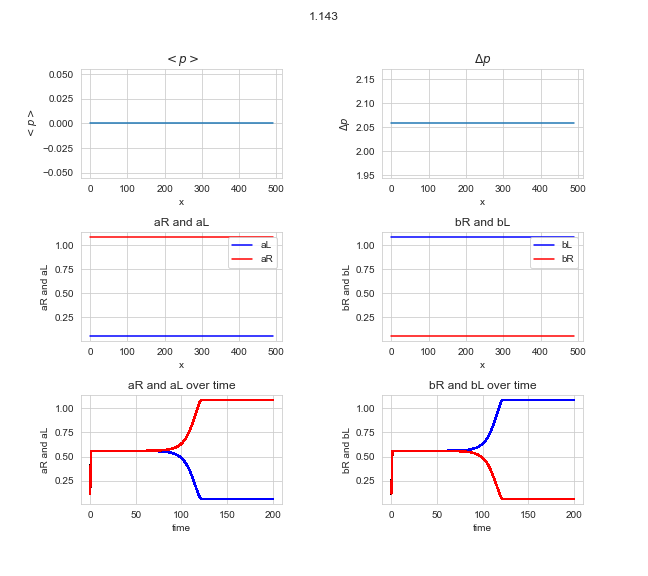 1.143
< p >
Δp
0.050
0.025
0.000
−0.025
−0.050
< p >
0
100
200
300
400
500
x
2.15
2.10
2.05
2.00
1.95
Δp
0
100
200
300
400
500
x
aR and aL
bR and bL
1.00
0.75
0.50
0.25
aR and aL
aL
aR
0
100
200
300
400
500
x
1.00
0.75
0.50
0.25
bR and bL
bL
bR
0
100
200
300
400
500
x
aR and aL over time
bR and bL over time
1.00
0.75
0.50
0.25
aR and aL
0
50
100
150
200
time
1.00
0.75
0.50
0.25
bR and bL
0
50
100
150
200
time